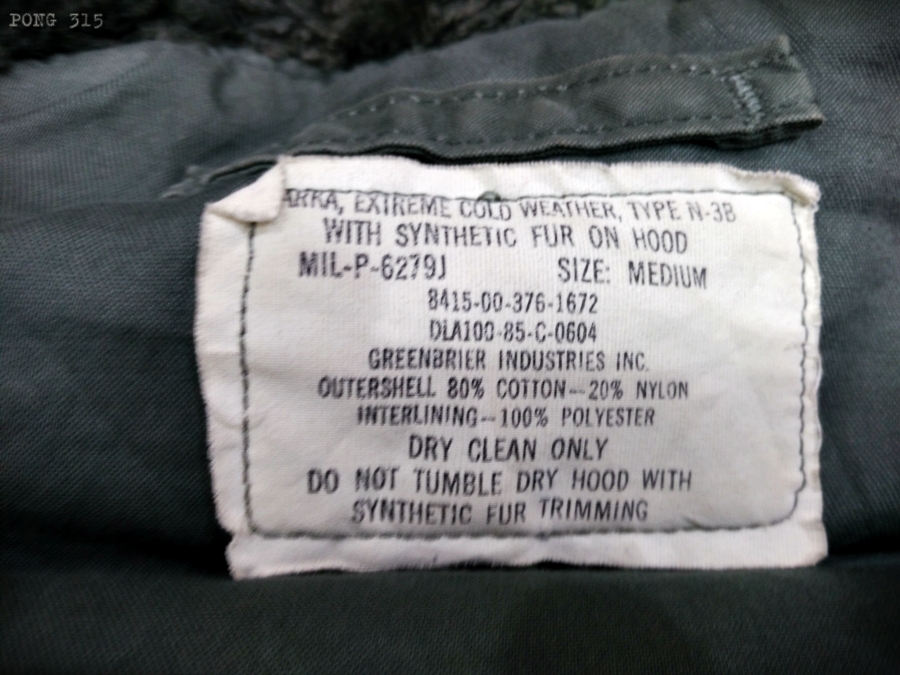 PONG 315
ARKA, EXTREME COLD WEATHER, TYPE N-3B
WITH SYNTHETIC FUR ON HOOD
MIL-P-6279J SIZE: MEDIUM
8415-00-376-1672
DLA100-85-C-0604
GREENBRIER INDUSTRIES INC.
OUTERSHELL 80% COTTON--20% NYLON
INTERLINING--100% POLYESTER
DRY CLEAN ONLY
DO NOT TUMBLE DRY HOOD WITH
SYNTHETIC FUR TRIMMING